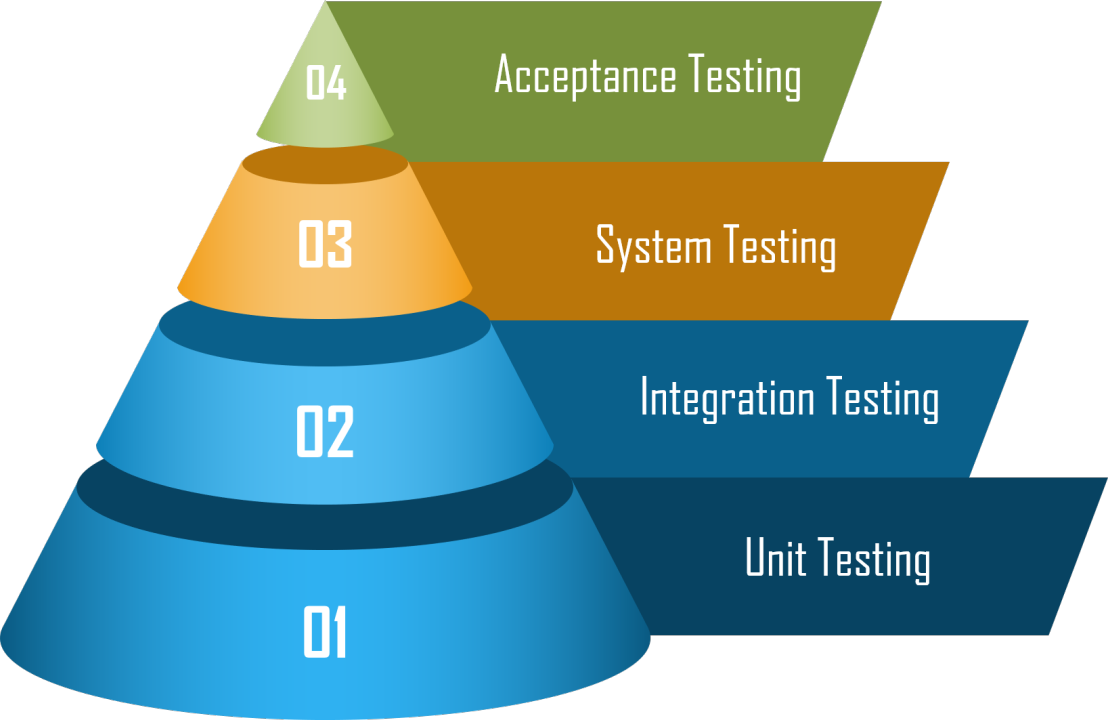 04
Acceptance Testing
03
System Testing
02
Integration Testing
01
Unit Testing